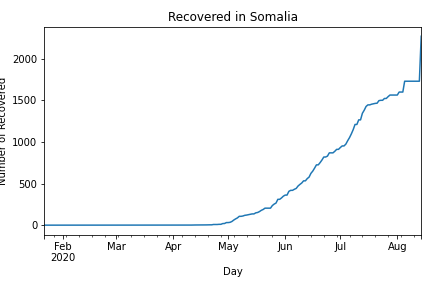 Recovered in Somalia
Number of Recovered
2000
1500
1000
500
0
Feb
2020
Mar
Apr
May
Jun
Jul
Aug
Day